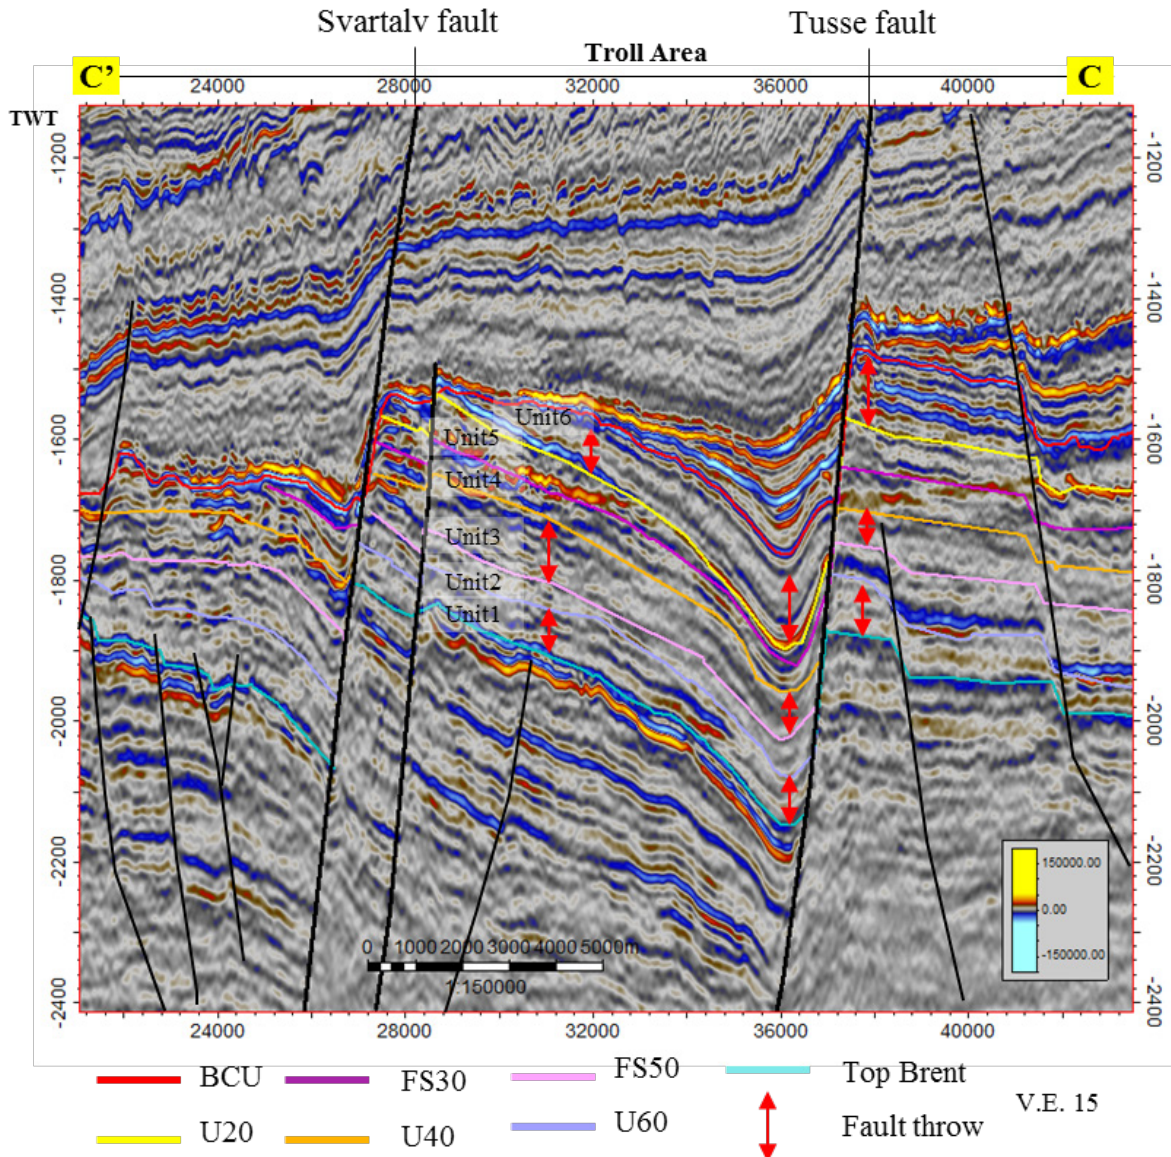 Svartalv fault
Tusse fault
Troll Area
C’
C
24000 28000 32000 36000 40000
TWT
-1200
-1400
-1600
-1800
-2000
-2200
-2400
-1200
-1400
-1600
-1800
-2000
-2200
-2400
Unit6
Unit5
Unit4
Unit3
Unit2
Unit1
150000.00
0.00
-150000.00
0 1000 2000 3000 4000 5000m
1:150000
24000 28000 32000 36000 40000
BCU FS30 FS50 Top Brent
U20 U40 U60 Fault throw
V.E. 15